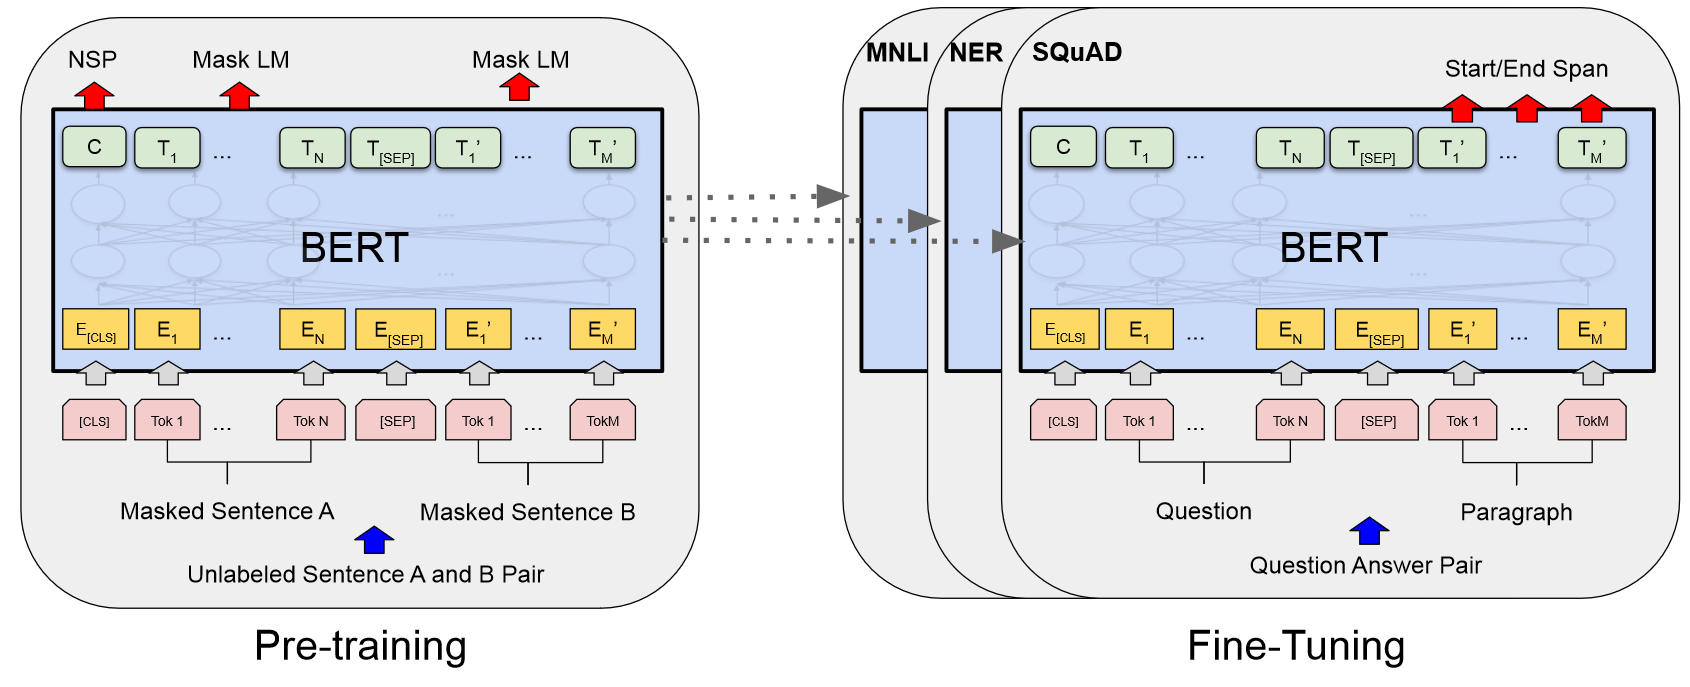 NSP Mask LM Mask LM
C T1 ... TN T[SEP] T1’ ... TM’
...
BERT
...
E[CLS] E1 ... EN E[SEP] E1’ ... EM’
[CLS] Tok 1 ... Tok N [SEP] Tok 1 ... TokM
Masked Sentence A Masked Sentence B
Unlabeled Sentence A and B Pair
Pre-training
MNLI NER SQuAD
Start/End Span
C T1 ... TN T[SEP] T1’ ... TM’
...
BERT
...
E[CLS] E1 ... EN E[SEP] E1’ ... EM’
[CLS] Tok 1 ... Tok N [SEP] Tok 1 ... TokM
Question Paragraph
Question Answer Pair
Fine-Tuning